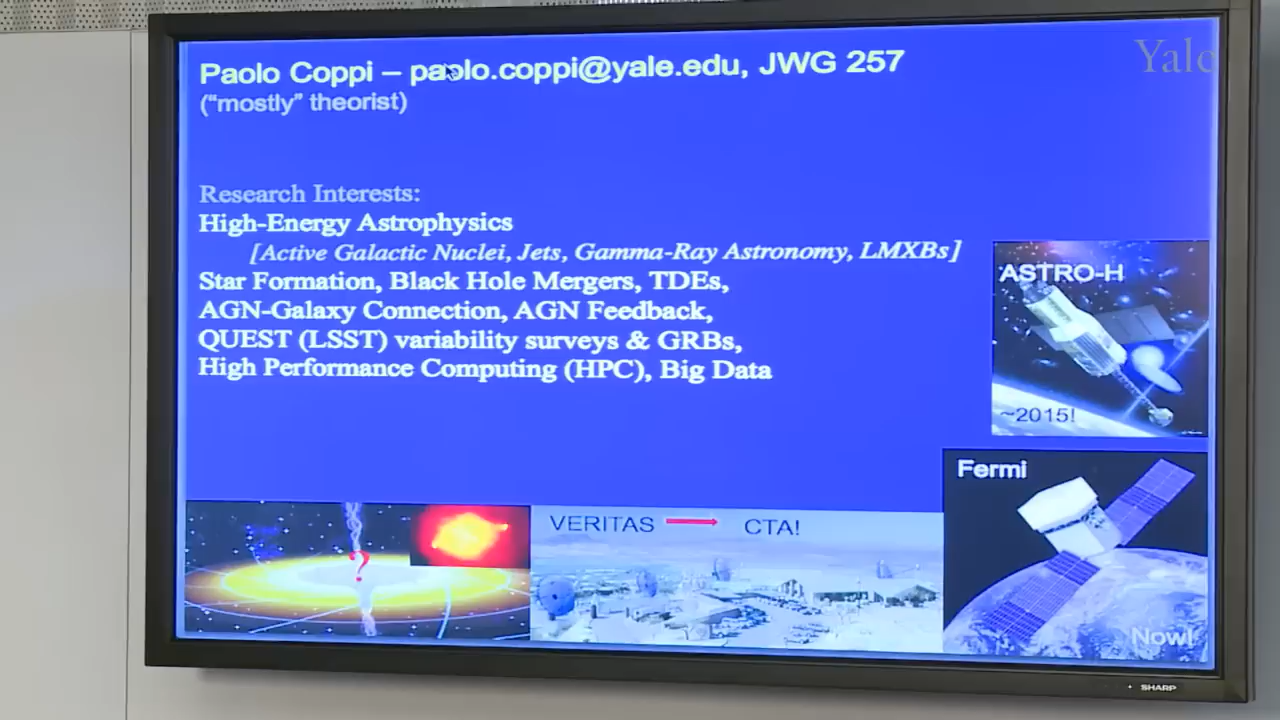 Paolo Coppi – paolo.coppi@yale.edu, JWG 257
("mostly" theorist)
Yale
Research Interests:
High-Energy Astrophysics
[Active Galactic Nuclei, Jets, Gamma-Ray Astronomy, LMXBs]
Star Formation, Black Hole Mergers, TDEs,
AGN-Galaxy Connection, AGN Feedback,
QUEST (LSST) variability surveys & GRBs,
High Performance Computing (HPC), Big Data
ASTRO-H
~2015!
Fermi
Now!
?
VERITAS CTA!
SHARP